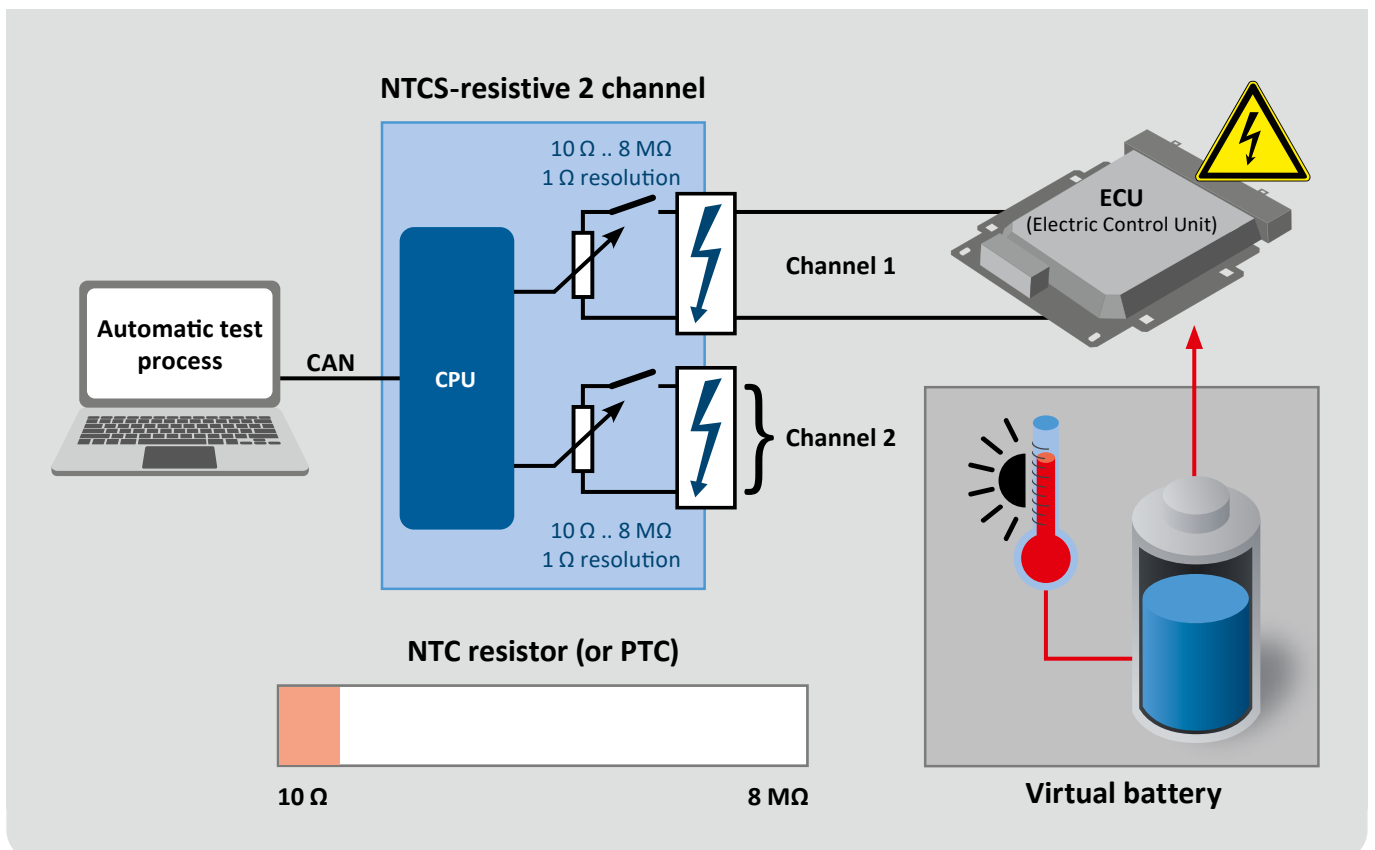 NTCS-resistive 2 channel
10 Ω .. 8 MΩ
1 Ω resolution
ECU
(Electric Control Unit)
Channel 1
Automatic test
process
CAN
CPU
Channel 2
10 Ω .. 8 MΩ
1 Ω resolution
NTC resistor (or PTC)
10 Ω
8 MΩ
Virtual battery